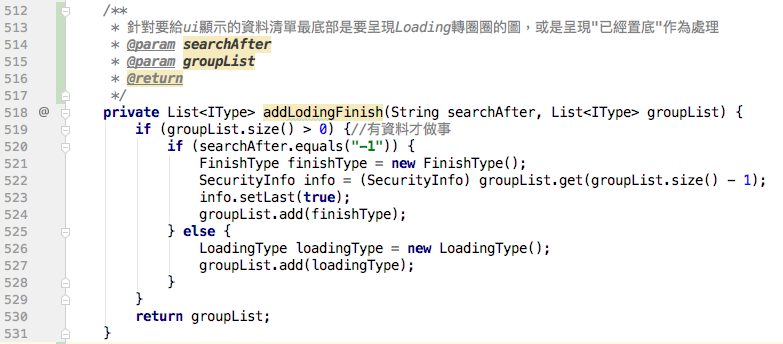 512 /**
513 * 針對要給ui顯示的資料清單最底部是要呈現Loading轉圈圈的圖，或是呈現"已經置底"作為處理
514 * @param searchAfter
515 * @param groupList
516 * @return
517 */
518 @ private List<IType> addLodingFinish(String searchAfter, List<IType> groupList) {
519 if (groupList.size() > 0) {//有資料才做事
520 if (searchAfter.equals("-1")) {
521 FinishType finishType = new FinishType();
522 SecurityInfo info = (SecurityInfo) groupList.get(groupList.size() - 1);
523 info.setLast(true);
524 groupList.add(finishType);
525 } else {
526 LoadingType loadingType = new LoadingType();
527 groupList.add(loadingType);
528 }
529 }
530 return groupList;
531 }